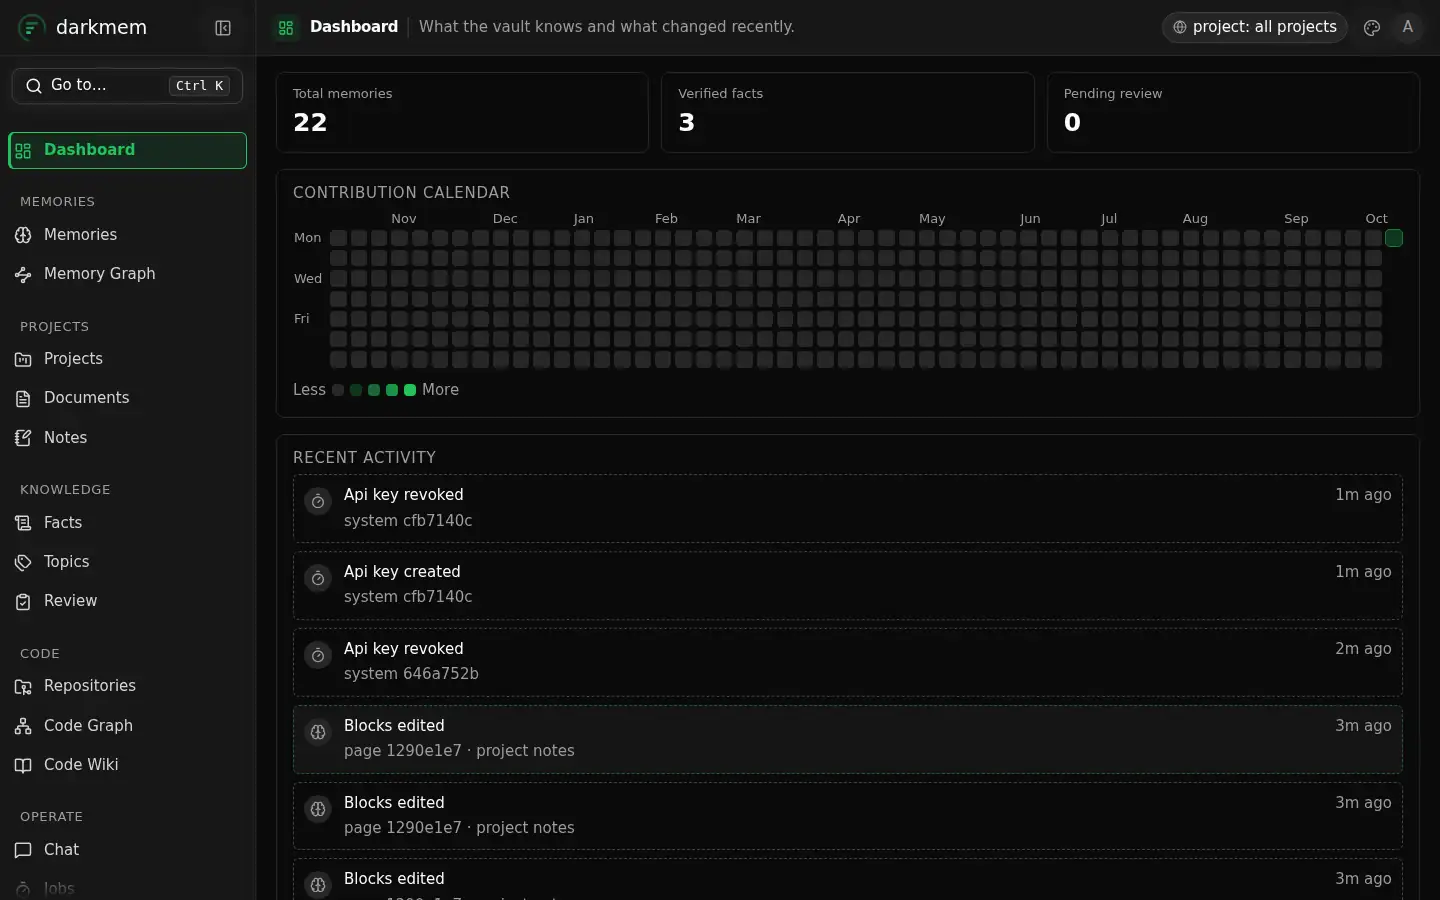 darkmem
Dashboard
What the vault knows and what changed recently.
project: all projects
A
Go to...
Ctrl K
Dashboard
MEMORIES
Memories
Memory Graph
PROJECTS
Projects
Documents
Notes
KNOWLEDGE
Facts
Topics
Review
CODE
Repositories
Code Graph
Code Wiki
OPERATE
Chat
Jobs
Total memories
22
Verified facts
3
Pending review
0
CONTRIBUTION CALENDAR
Nov Dec Jan Feb Mar Apr May Jun Jul Aug Sep Oct
Mon
Wed
Fri
Less More
RECENT ACTIVITY
Api key revoked 1m ago
system cfb7140c
Api key created 1m ago
system cfb7140c
Api key revoked 2m ago
system 646a752b
Blocks edited 3m ago
page 1290e1e7 · project notes
Blocks edited 3m ago
page 1290e1e7 · project notes
Blocks edited 3m ago